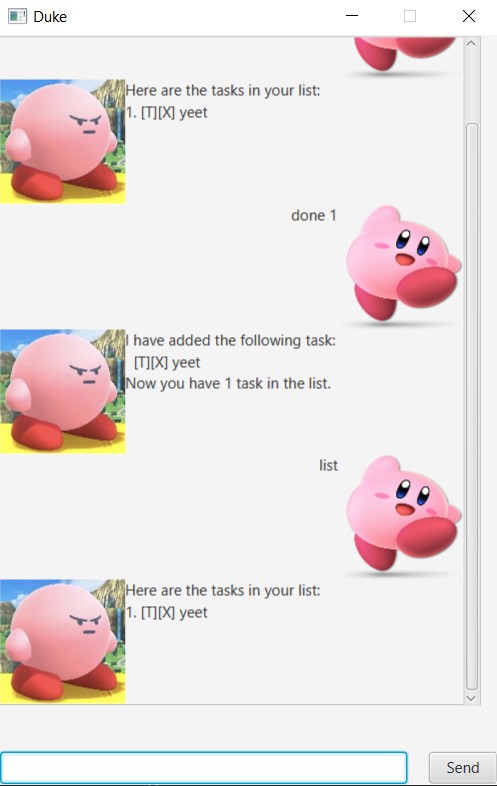 Duke
Here are the tasks in your list:
1. [T][X] yeet
done 1
I have added the following task:
[T][X] yeet
Now you have 1 task in the list.
list
Here are the tasks in your list:
1. [T][X] yeet
Send